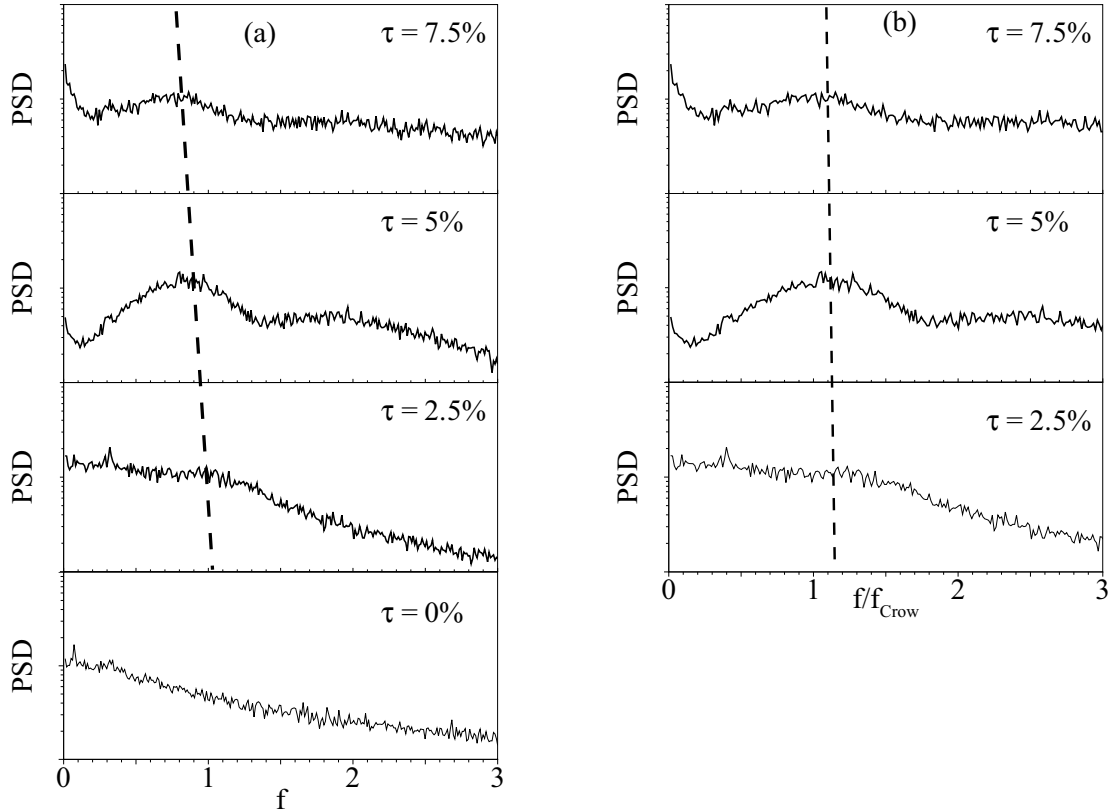 (a)
τ = 7.5%
PSD
τ = 5%
PSD
τ = 2.5%
PSD
τ = 0%
PSD
0 1 2 3
f
(b)
τ = 7.5%
PSD
τ = 5%
PSD
τ = 2.5%
PSD
0 1 2 3
f/fCrow